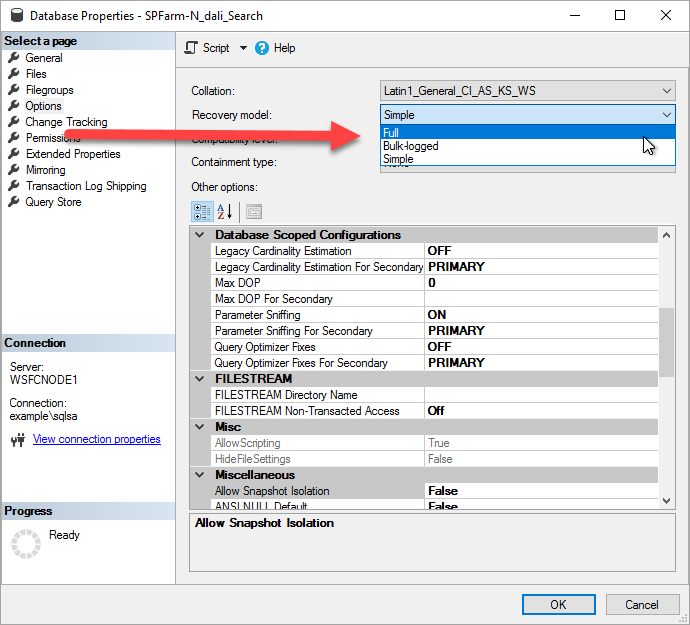 Database Properties - SPFarm-N_dali_Search
Select a page
General
Files
Filegroups
Options
Change Tracking
Permissions
Extended Properties
Mirroring
Transaction Log Shipping
Query Store
Connection
Server:
WSFCNODE1
Connection:
example\sqlsa
View connection properties
Progress
Ready
Script
Help
Collation:
Latin1_General_CI_AS_KS_WS
Recovery model:
Simple
Full
Bulk-logged
Simple
Compatibility level:
Containment type:
None
Other options:
Database Scoped Configurations
Legacy Cardinality Estimation OFF
Legacy Cardinality Estimation For Secondary PRIMARY
Max DOP 0
Max DOP For Secondary
Parameter Sniffing ON
Parameter Sniffing For Secondary PRIMARY
Query Optimizer Fixes OFF
Query Optimizer Fixes For Secondary PRIMARY
FILESTREAM
FILESTREAM Directory Name
FILESTREAM Non-Transacted Access Off
Misc
AllowScripting True
HideFileSettings False
Miscellaneous
Allow Snapshot Isolation False
ANSI NULL Default False
Allow Snapshot Isolation
OK
Cancel